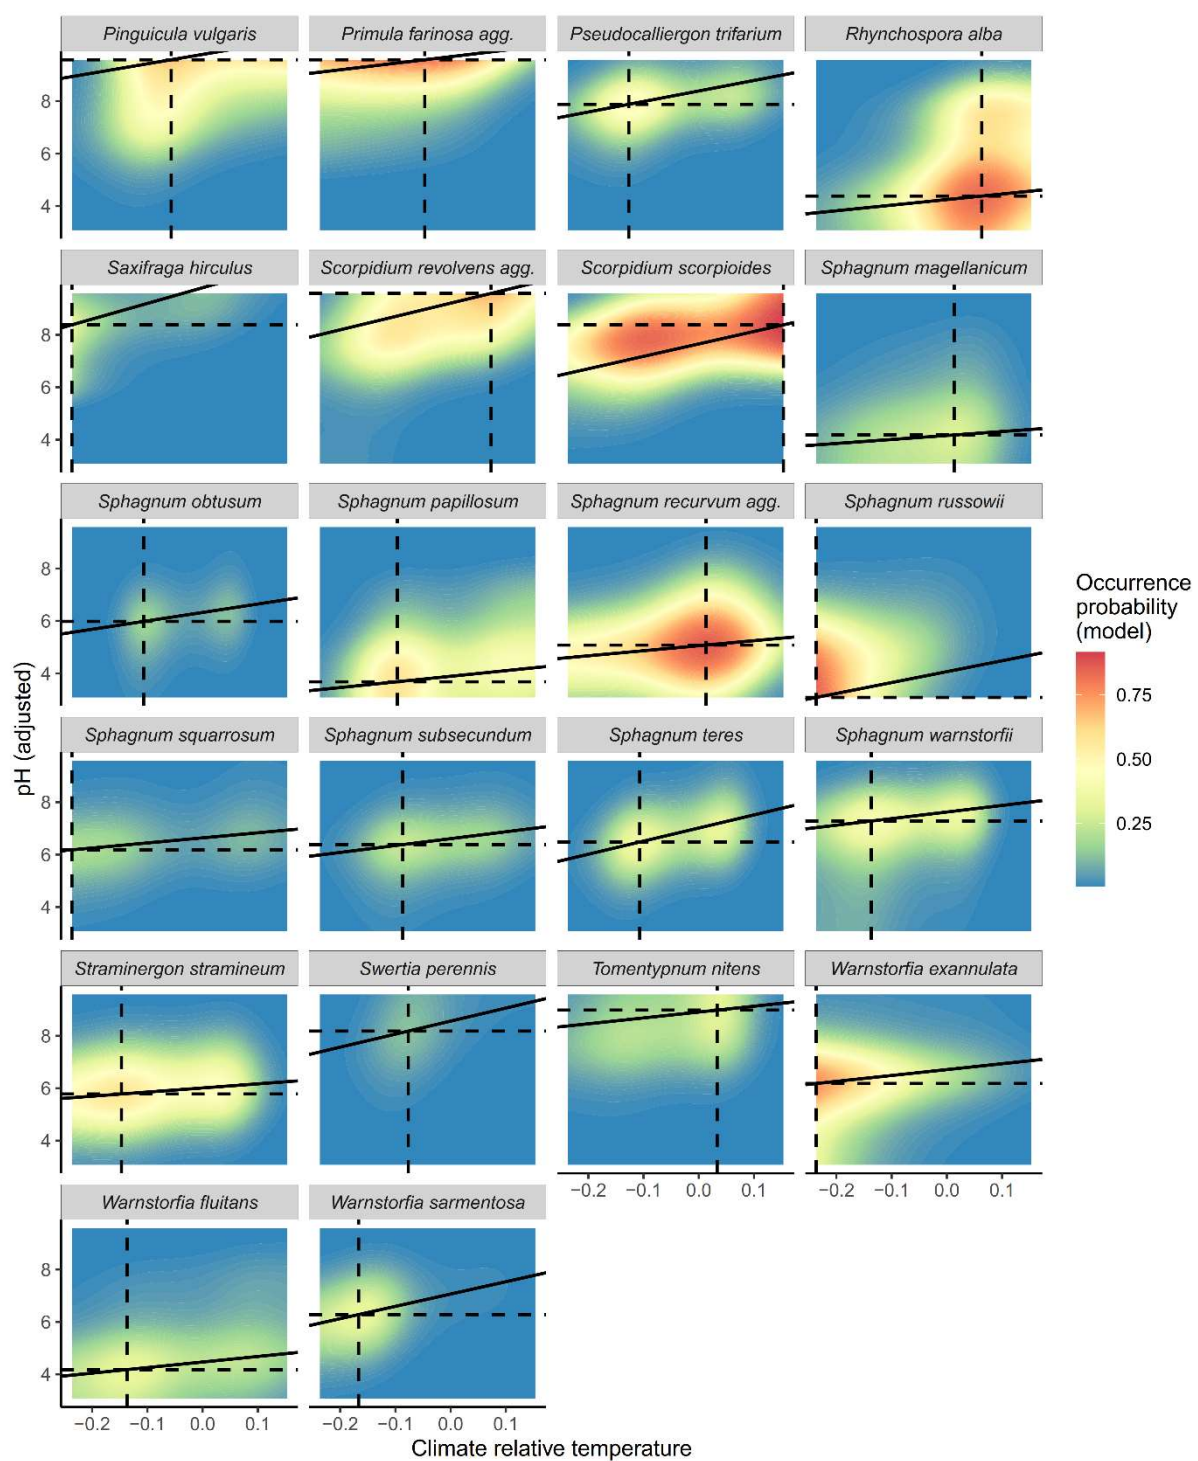 Pinguicula vulgaris
Primula farinosa agg.
Pseudocalliergon trifarium
Rhynchospora alba
8
6
4
Saxifraga hirculus
Scorpidium revolvens agg.
Scorpidium scorpioides
Sphagnum magellanicum
8
6
4
Sphagnum obtusum
Sphagnum papillosum
Sphagnum recurvum agg.
Sphagnum russowii
8
6
4
Sphagnum squarrosum
Sphagnum subsecundum
Sphagnum teres
Sphagnum warnstorfii
8
6
4
Straminergon stramineum
Swertia perennis
Tomentypnum nitens
Warnstorfia exannulata
8
6
4
−0.2 −0.1 0.0 0.1
−0.2 −0.1 0.0 0.1
Warnstorfia fluitans
Warnstorfia sarmentosa
8
6
4
−0.2 −0.1 0.0 0.1
−0.2 −0.1 0.0 0.1
Climate relative temperature
pH (adjusted)
Occurrence
probability
(model)
0.75
0.50
0.25